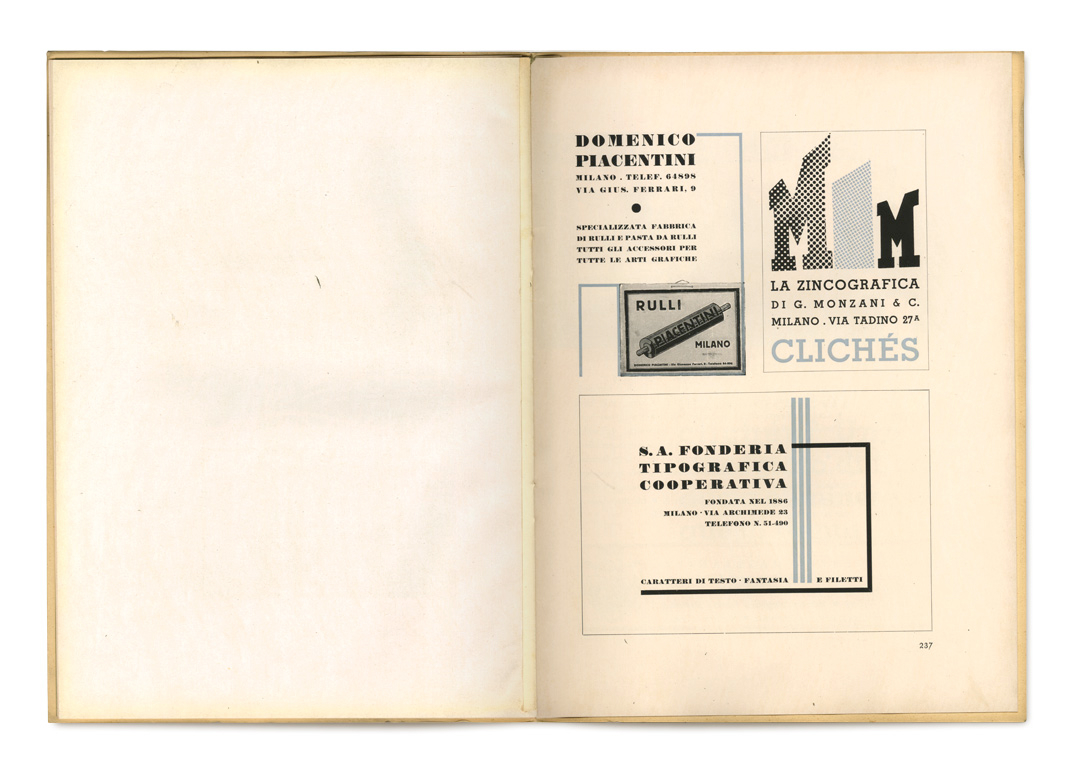 DOMENICO
PIACENTINI
MILANO . TELEF. 64898
VIA GIUS. FERRARI, 9
SPECIALIZZATA FABBRICA
DI RULLI E PASTA DA RULLI
TUTTI GLI ACCESSORI PER
TUTTE LE ARTI GRAFICHE
RULLI
PIACENTINI
MILANO
M M
LA ZINCOGRAFICA
DI G. MONZANI & C.
MILANO . VIA TADINO 27A
CLICHÉS
S. A. FONDERIA
TIPOGRAFICA
COOPERATIVA
FONDATA NEL 1886
MILANO · VIA ARCHIMEDE 23
TELEFONO N. 51-490
CARATTERI DI TESTO · FANTASIA E FILETTI
237